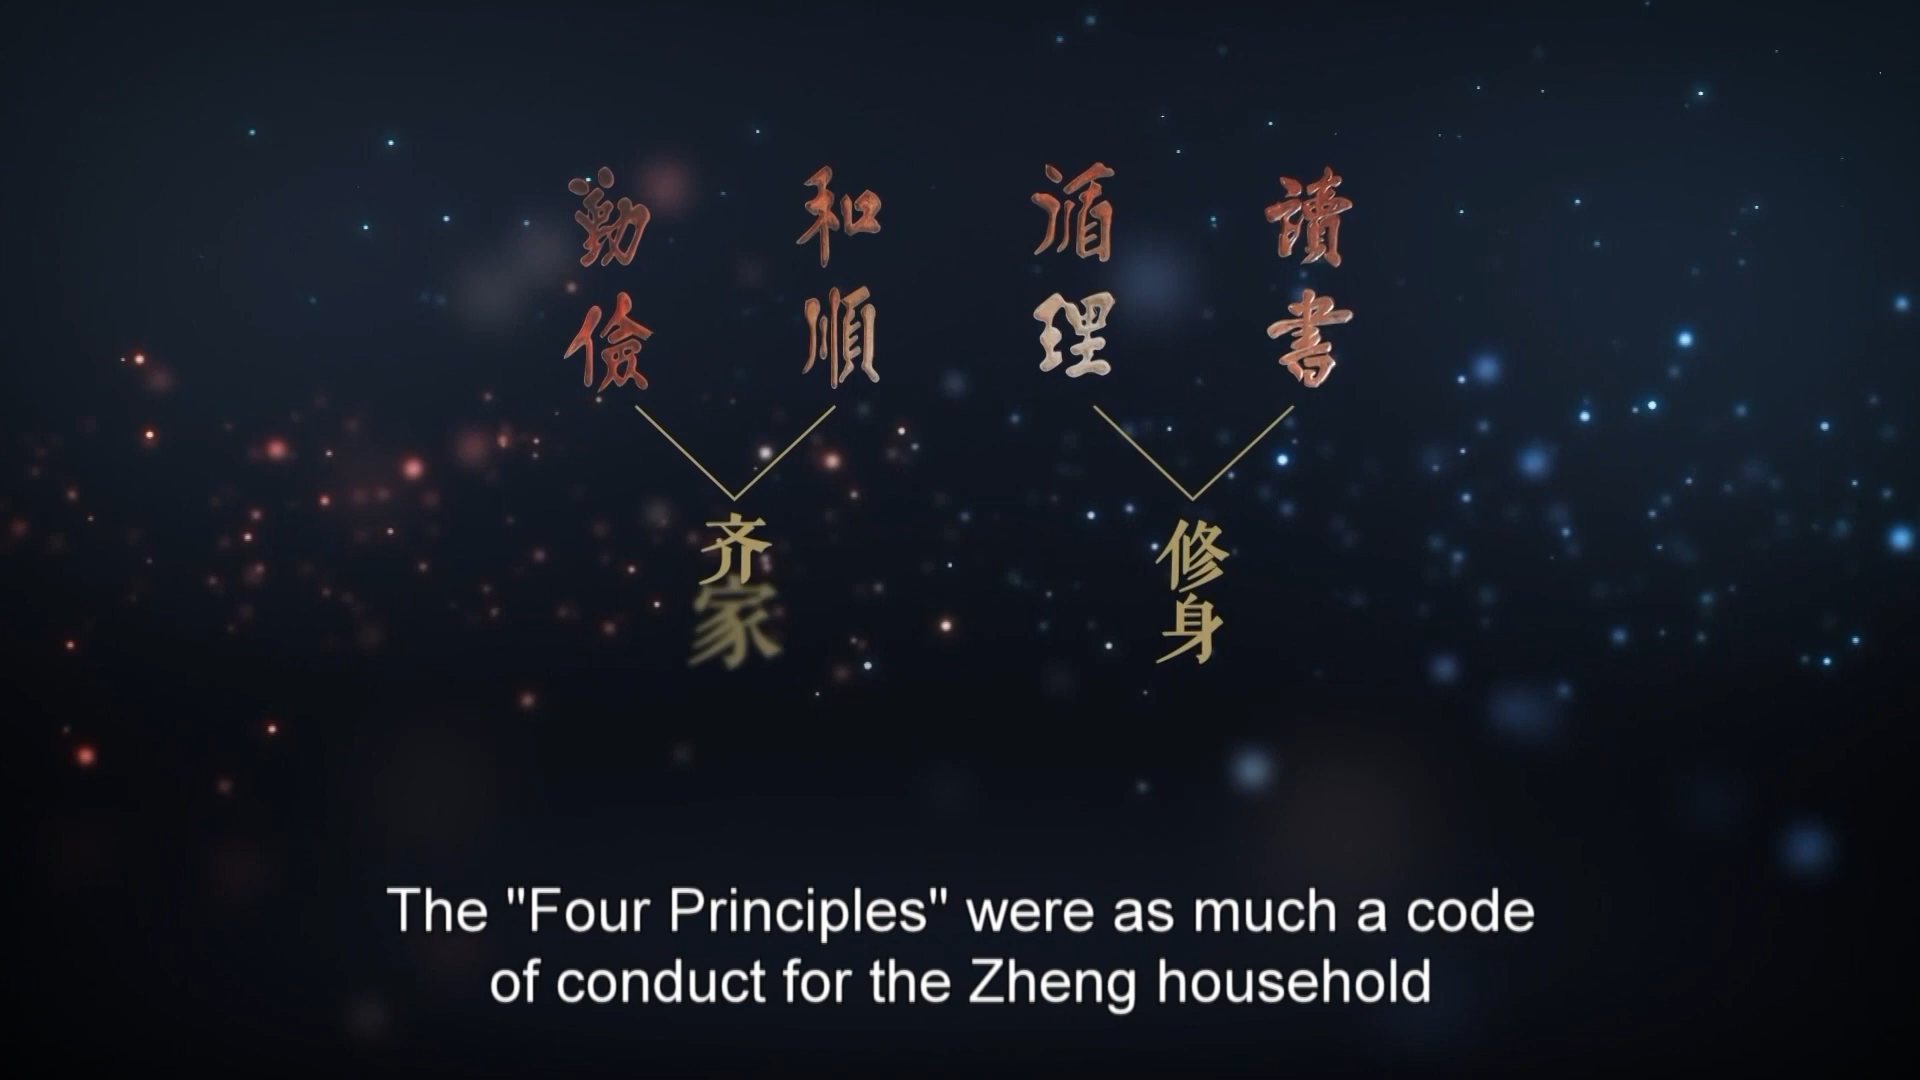 讀書
循理
和順
勤儉
修身
齐家
The "Four Principles" were as much a code
of conduct for the Zheng household